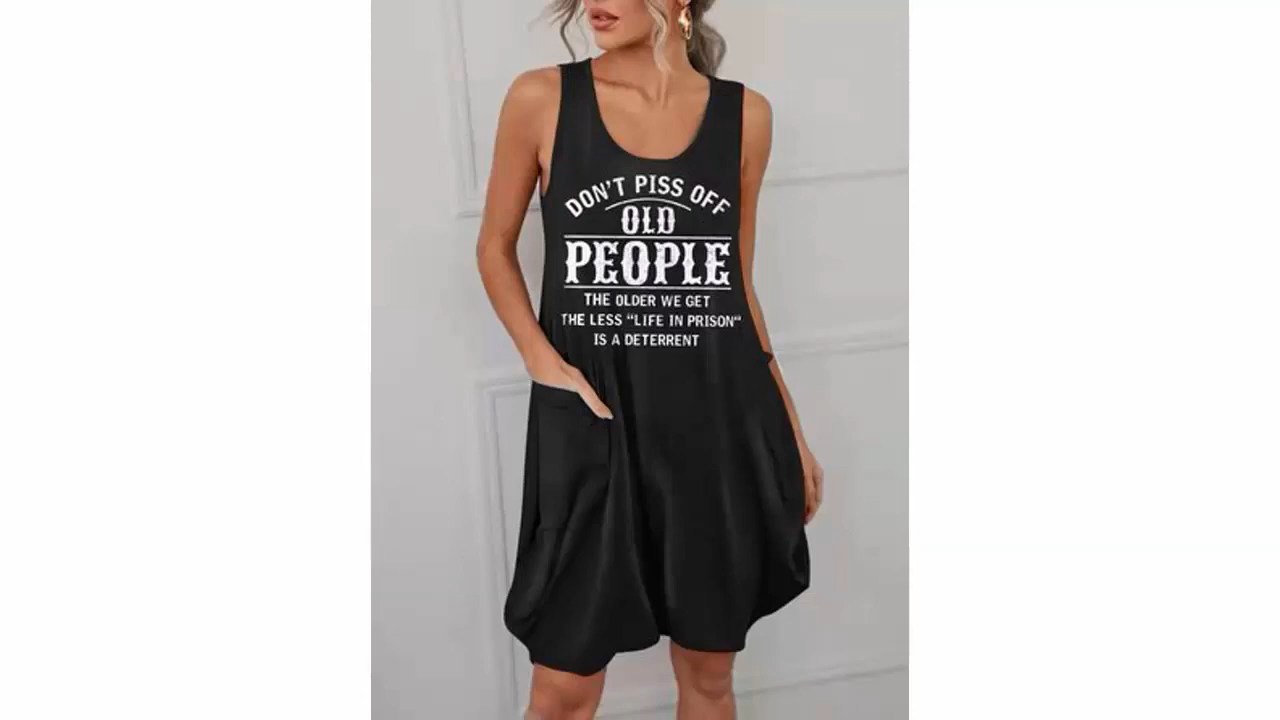 DON'T PISS OFF
OLD
PEOPLE
THE OLDER WE GET
THE LESS “LIFE IN PRISON“
IS A DETERRENT